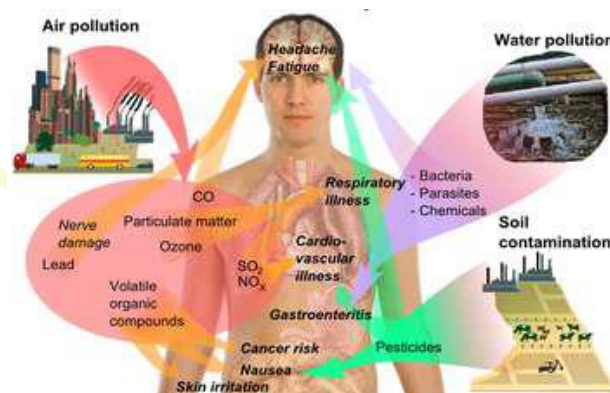 Air pollution
Water pollution
Headache
Fatigue
- Bacteria
- Parasites
- Chemicals
Respiratory
illness
CO
Particulate matter
Nerve
damage
Ozone
Lead
Cardio-
vascular
illness
SO2
NOX
Soil
contamination
Volatile
organic
compounds
Gastroenteritis
Pesticides
Cancer risk
Nausea
Skin irritation